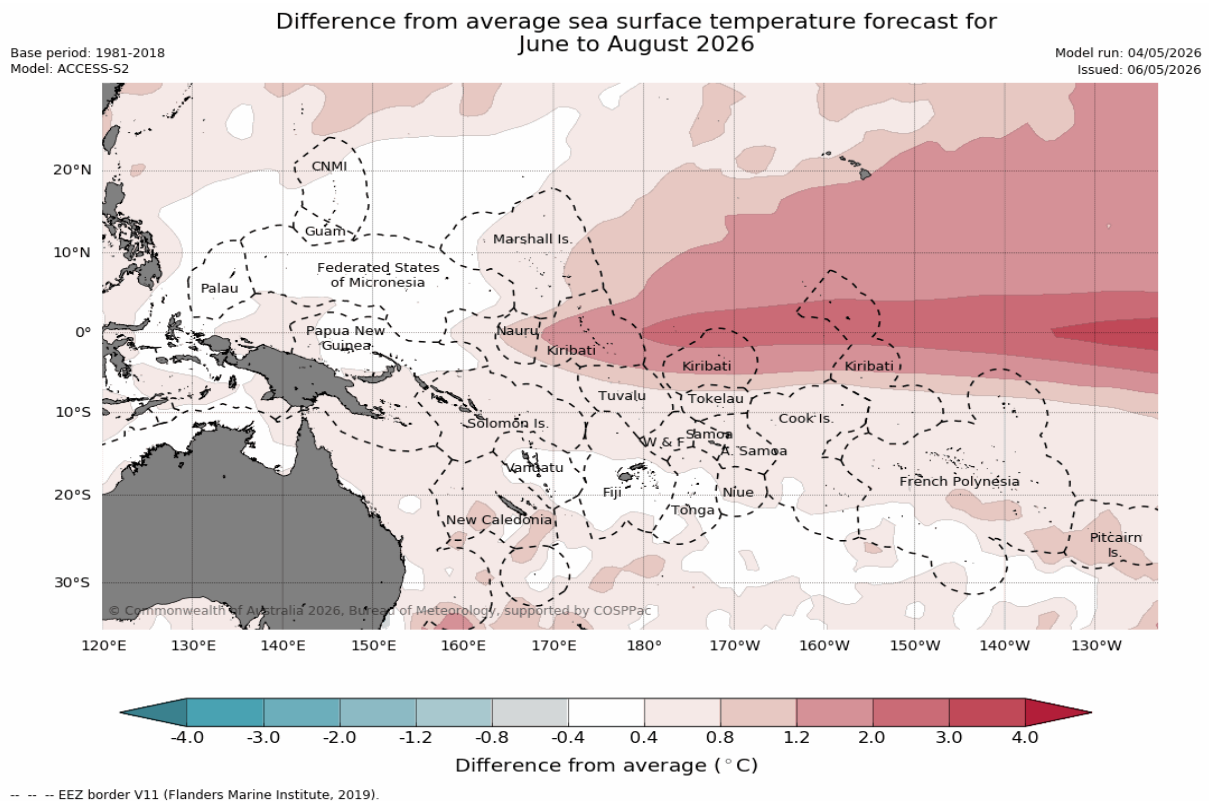 Difference from average sea surface temperature forecast for
June to August 2026
Base period: 1981-2018
Model: ACCESS-S2
Model run: 04/05/2026
Issued: 06/05/2026
20°N
10°N
0°
10°S
20°S
30°S
CNMI
Guam
Marshall Is.
Federated States
of Micronesia
Palau
Papua New
Guinea
Nauru
Kiribati
Kiribati
Kiribati
Tuvalu
Tokelau
Cook Is.
Solomon Is.
W & F
Samoa
A. Samoa
Vanuatu
Fiji
Niue
French Polynesia
Tonga
New Caledonia
Pitcairn
Is.
© Commonwealth of Australia 2026, Bureau of Meteorology, supported by COSPPac
120°E 130°E 140°E 150°E 160°E 170°E 180° 170°W 160°W 150°W 140°W 130°W
-4.0 -3.0 -2.0 -1.2 -0.8 -0.4 0.4 0.8 1.2 2.0 3.0 4.0
Difference from average (°C)
-- -- -- EEZ border V11 (Flanders Marine Institute, 2019).